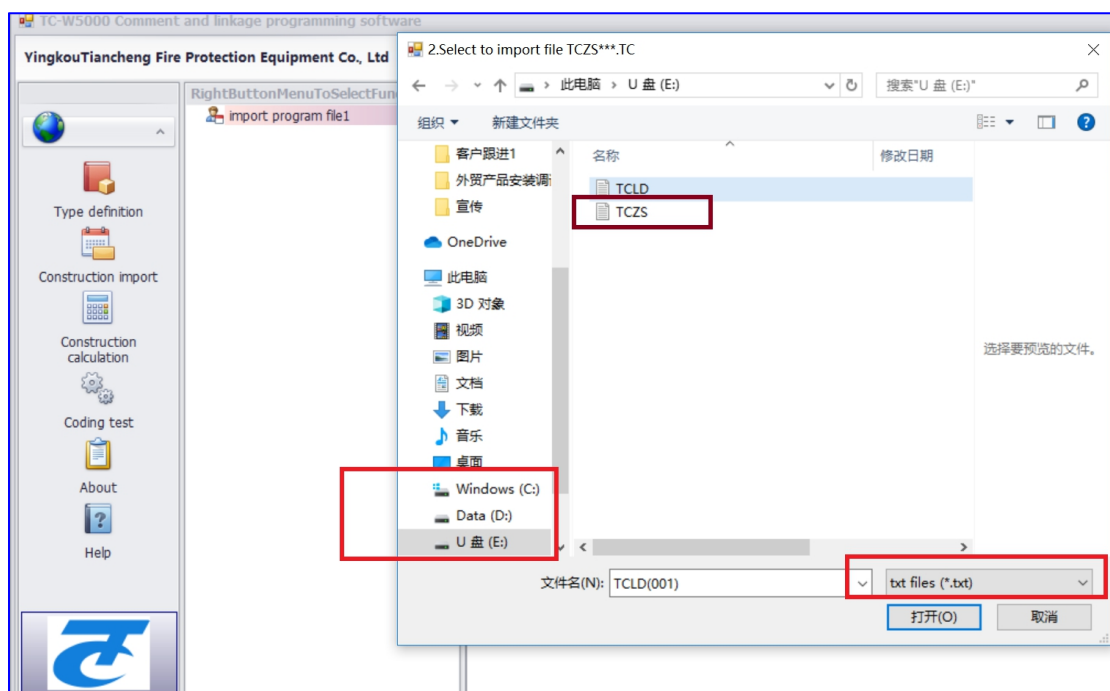 TC-W5000 Comment and linkage programming software
YingkouTiancheng Fire Protection Equipment Co., Ltd
RightButtonMenuToSelectFun
import program file1
Type definition
Construction import
Construction
calculation
Coding test
About
Help
2.Select to import file TCZS***.TC
此电脑 › U 盘 (E:)
搜索"U 盘 (E:)"
组织
新建文件夹
客户跟进1
外贸产品安装调
宣传
OneDrive
此电脑
3D 对象
视频
图片
文档
下载
音乐
桌面
Windows (C:)
Data (D:)
U 盘 (E:)
名称
修改日期
TCLD
TCZS
选择要预览的文件。
文件名(N):
TCLD(001)
txt files (*.txt)
打开(O)
取消